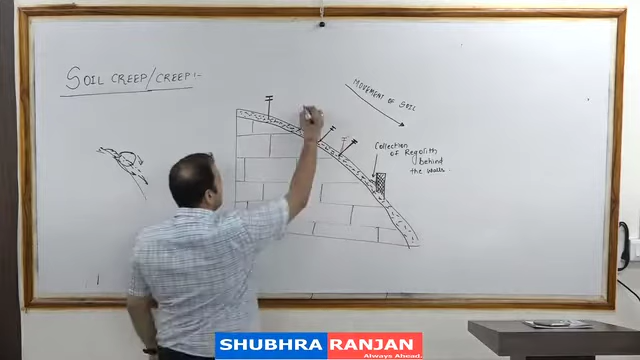 SOIL CREEP/CREEP:-
MOVEMENT OF SOIL
Collection
of Regolith
behind
the walls.
SHUBHRA RANJAN
Always Ahead.